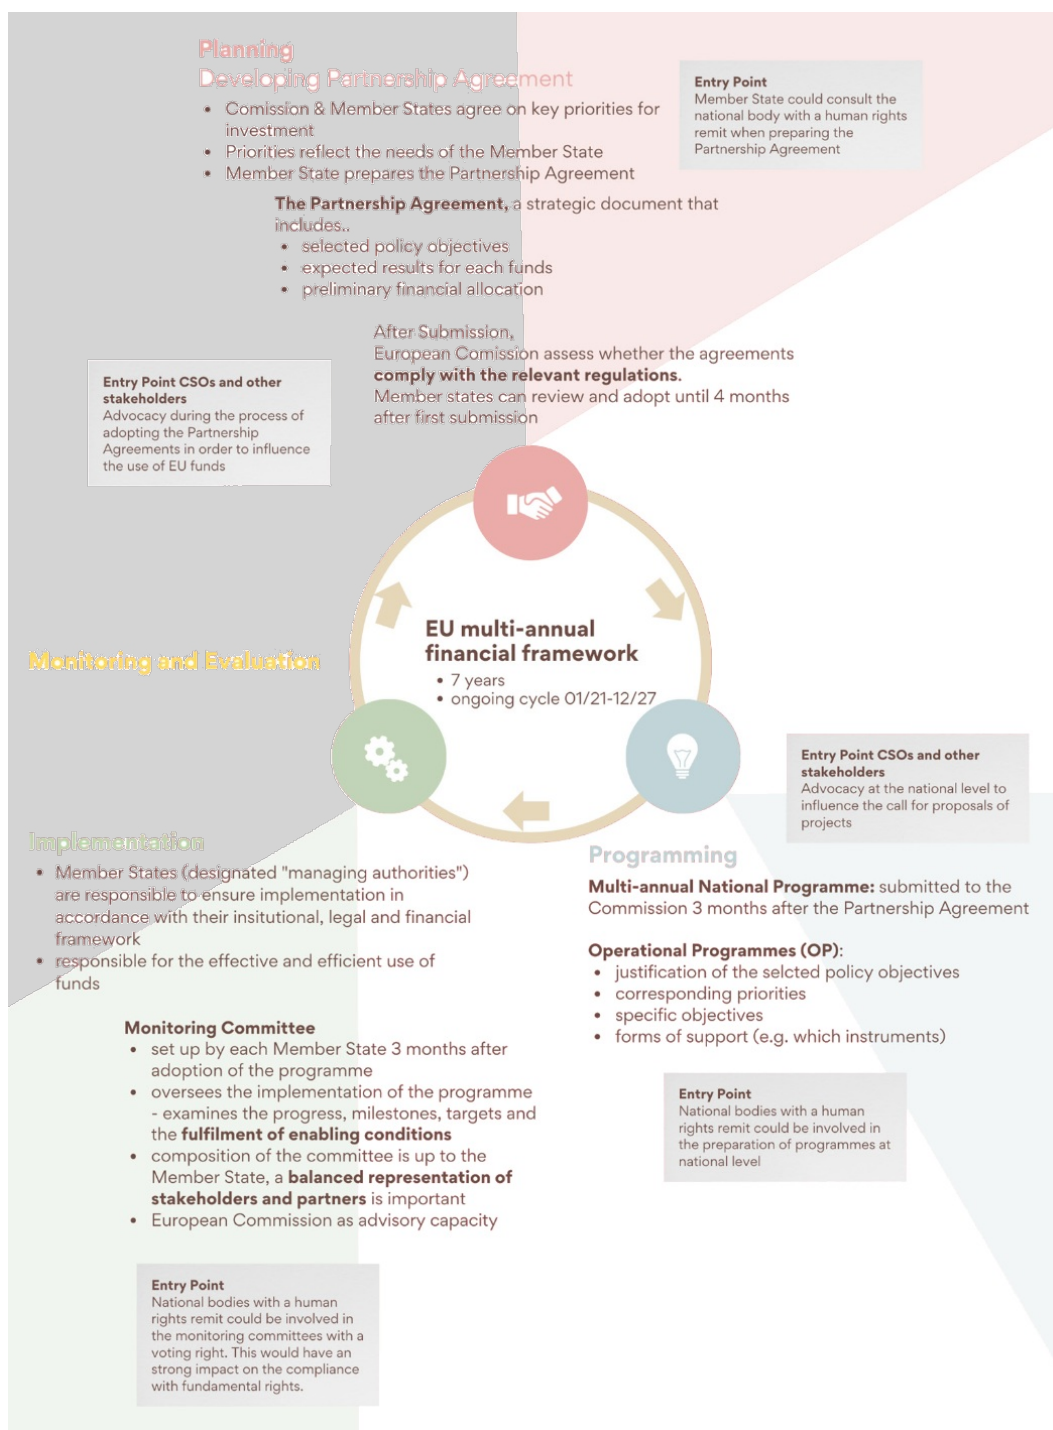 Planning
Developing Partnership Agreement
• Comission & Member States agree on key priorities for
investment
• Priorities reflect the needs of the Member State
• Member State prepares the Partnership Agreement
The Partnership Agreement, a strategic document that
includes..
• selected policy objectives
• expected results for each funds
• preliminary financial allocation
Entry Point
Member State could consult the
national body with a human rights
remit when preparing the
Partnership Agreement
After Submission,
European Comission assess whether the agreements
comply with the relevant regulations.
Member states can review and adopt until 4 months
after first submission
Entry Point CSOs and other
stakeholders
Advocacy during the process of
adopting the Partnership
Agreements in order to influence
the use of EU funds
EU multi-annual
financial framework
• 7 years
• ongoing cycle 01/21-12/27
Monitoring and Evaluation
Entry Point CSOs and other
stakeholders
Advocacy at the national level to
influence the call for proposals of
projects
Programming
Multi-annual National Programme: submitted to the
Commission 3 months after the Partnership Agreement
Operational Programmes (OP):
• justification of the selcted policy objectives
• corresponding priorities
• specific objectives
• forms of support (e.g. which instruments)
Entry Point
National bodies with a human
rights remit could be involved in
the preparation of programmes at
national level
Implementation
• Member States (designated "managing authorities")
are responsible to ensure implementation in
accordance with their insitutional, legal and financial
framework
• responsible for the effective and efficient use of
funds
Monitoring Committee
• set up by each Member State 3 months after
adoption of the programme
• oversees the implementation of the programme
- examines the progress, milestones, targets and
the fulfilment of enabling conditions
• composition of the committee is up to the
Member State, a balanced representation of
stakeholders and partners is important
• European Commission as advisory capacity
Entry Point
National bodies with a human
rights remit could be involved in
the monitoring committees with a
voting right. This would have an
strong impact on the compliance
with fundamental rights.